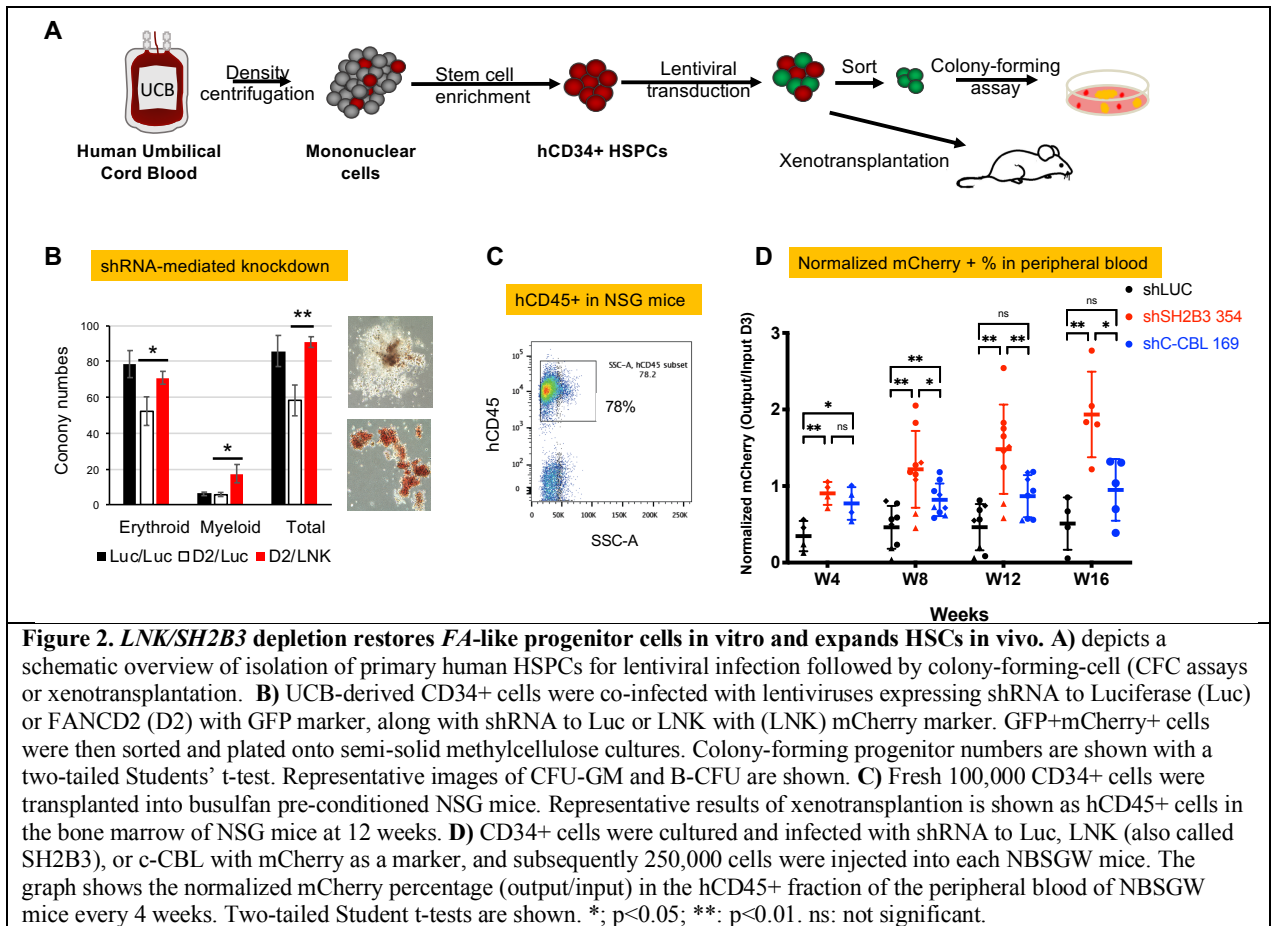 A
UCB
Density
centrifugation
Stem cell
enrichment
Lentiviral
transduction
Sort
Colony-forming
assay
Xenotransplantation
Human Umbilical
Cord Blood
Mononuclear
cells
hCD34+ HSPCs
B
shRNA-mediated knockdown
Conony numbes
100
80
60
40
20
0
*
*
**
Erythroid
Myeloid
Total
Luc/Luc
D2/Luc
D2/LNK
C
hCD45+ in NSG mice
hCD45
10^5
10^4
10^3
10^2
0
SSC-A, hCD45 subset
78.2
78%
0
50K
100K
150K
200K
250K
SSC-A
D
Normalized mCherry + % in peripheral blood
shLUC
shSH2B3 354
shC-CBL 169
Normalized mCherry (Output/Input D3)
3
2
1
0
*
**
ns
**
**
*
ns
**
**
ns
**
*
W4
W8
W12
W16
Weeks
Figure 2. LNK/SH2B3 depletion restores FA-like progenitor cells in vitro and expands HSCs in vivo. A) depicts a
schematic overview of isolation of primary human HSPCs for lentiviral infection followed by colony-forming-cell (CFC assays
or xenotransplantation. B) UCB-derived CD34+ cells were co-infected with lentiviruses expressing shRNA to Luciferase (Luc)
or FANCD2 (D2) with GFP marker, along with shRNA to Luc or LNK with (LNK) mCherry marker. GFP+mCherry+ cells
were then sorted and plated onto semi-solid methylcellulose cultures. Colony-forming progenitor numbers are shown with a
two-tailed Students' t-test. Representative images of CFU-GM and B-CFU are shown. C) Fresh 100,000 CD34+ cells were
transplanted into busulfan pre-conditioned NSG mice. Representative results of xenotransplantion is shown as hCD45+ cells in
the bone marrow of NSG mice at 12 weeks. D) CD34+ cells were cultured and infected with shRNA to Luc, LNK (also called
SH2B3), or c-CBL with mCherry as a marker, and subsequently 250,000 cells were injected into each NBSGW mice. The
graph shows the normalized mCherry percentage (output/input) in the hCD45+ fraction of the peripheral blood of NBSGW
mice every 4 weeks. Two-tailed Student t-tests are shown. *; p<0.05; **: p<0.01. ns: not significant.